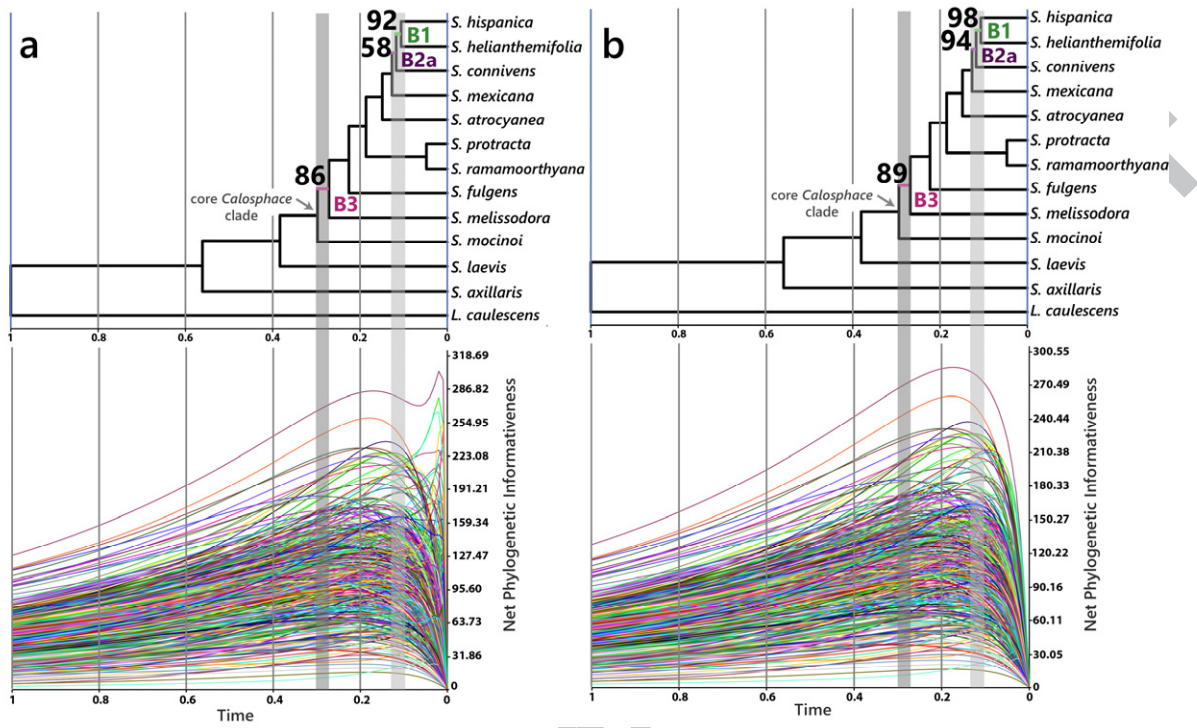 a
92
B1
58
B2a
86
B3
core Calosphace
clade
S. hispanica
S. helianthemifolia
S. connivens
S. mexicana
S. atrocyanea
S. protracta
S. ramamoorthyana
S. fulgens
S. melissodora
S. mocinoi
S. laevis
S. axillaris
L. caulescens
1 0.8 0.6 0.4 0.2 0
318.69
286.82
254.95
223.08
191.21
159.34
127.47
95.60
63.73
31.86
0
Net Phylogenetic Informativeness
1 0.8 0.6 0.4 0.2 0
Time
b
98
B1
94
B2a
89
B3
core Calosphace
clade
S. hispanica
S. helianthemifolia
S. connivens
S. mexicana
S. atrocyanea
S. protracta
S. ramamoorthyana
S. fulgens
S. melissodora
S. mocinoi
S. laevis
S. axillaris
L. caulescens
1 0.8 0.6 0.4 0.2 0
300.55
270.49
240.44
210.38
180.33
150.27
120.22
90.16
60.11
30.05
0
Net Phylogenetic Informativeness
1 0.8 0.6 0.4 0.2 0
Time